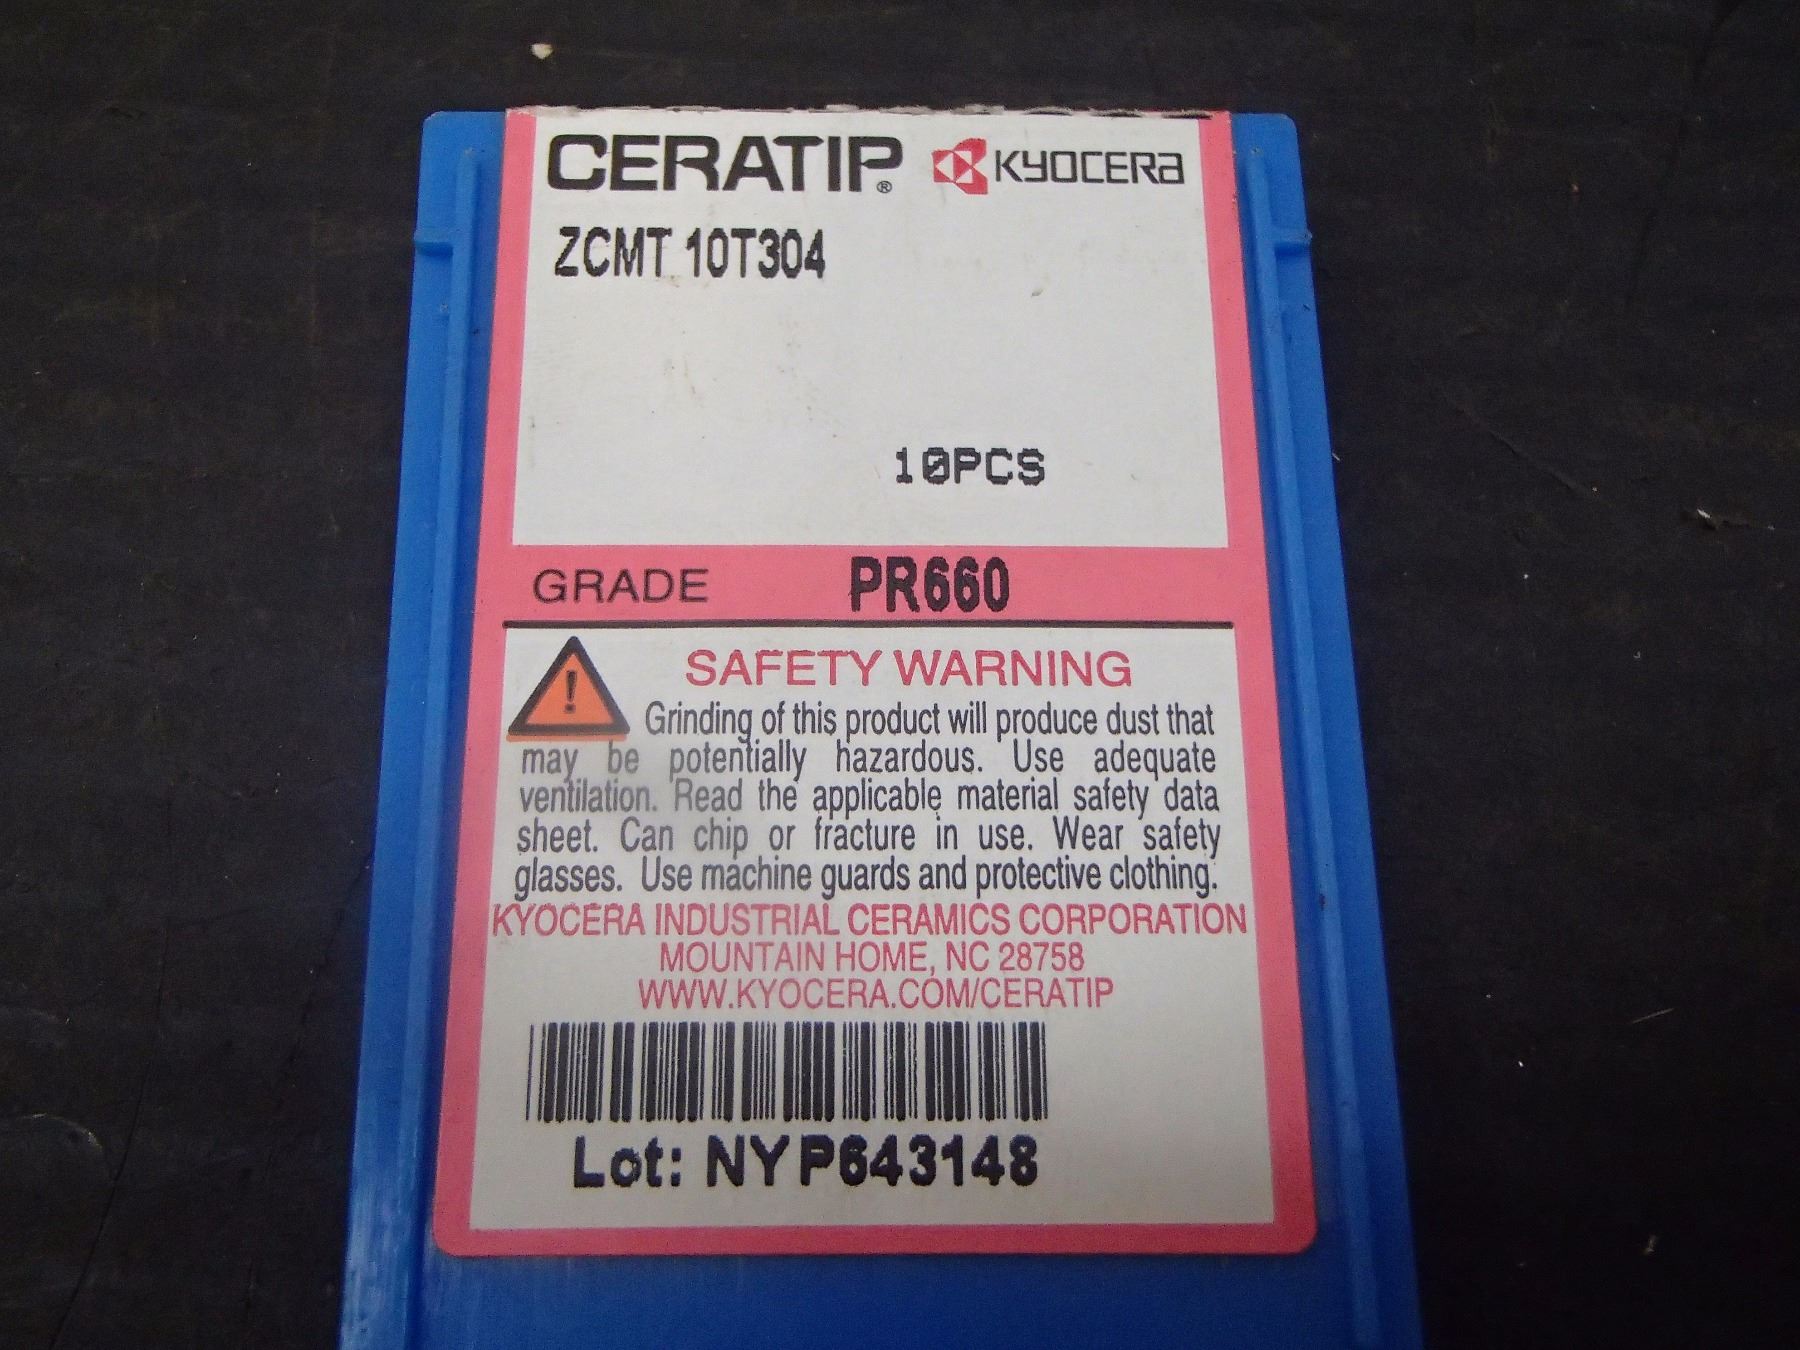 CERATIP® KYOCERA
ZCMT 10T304
10PCS
GRADE PR660
! SAFETY WARNING
Grinding of this product will produce dust that
may be potentially hazardous. Use adequate
ventilation. Read the applicable material safety data
sheet. Can chip or fracture in use. Wear safety
glasses. Use machine guards and protective clothing.
KYOCERA INDUSTRIAL CERAMICS CORPORATION
MOUNTAIN HOME, NC 28758
WWW.KYOCERA.COM/CERATIP
Lot: NYP643148